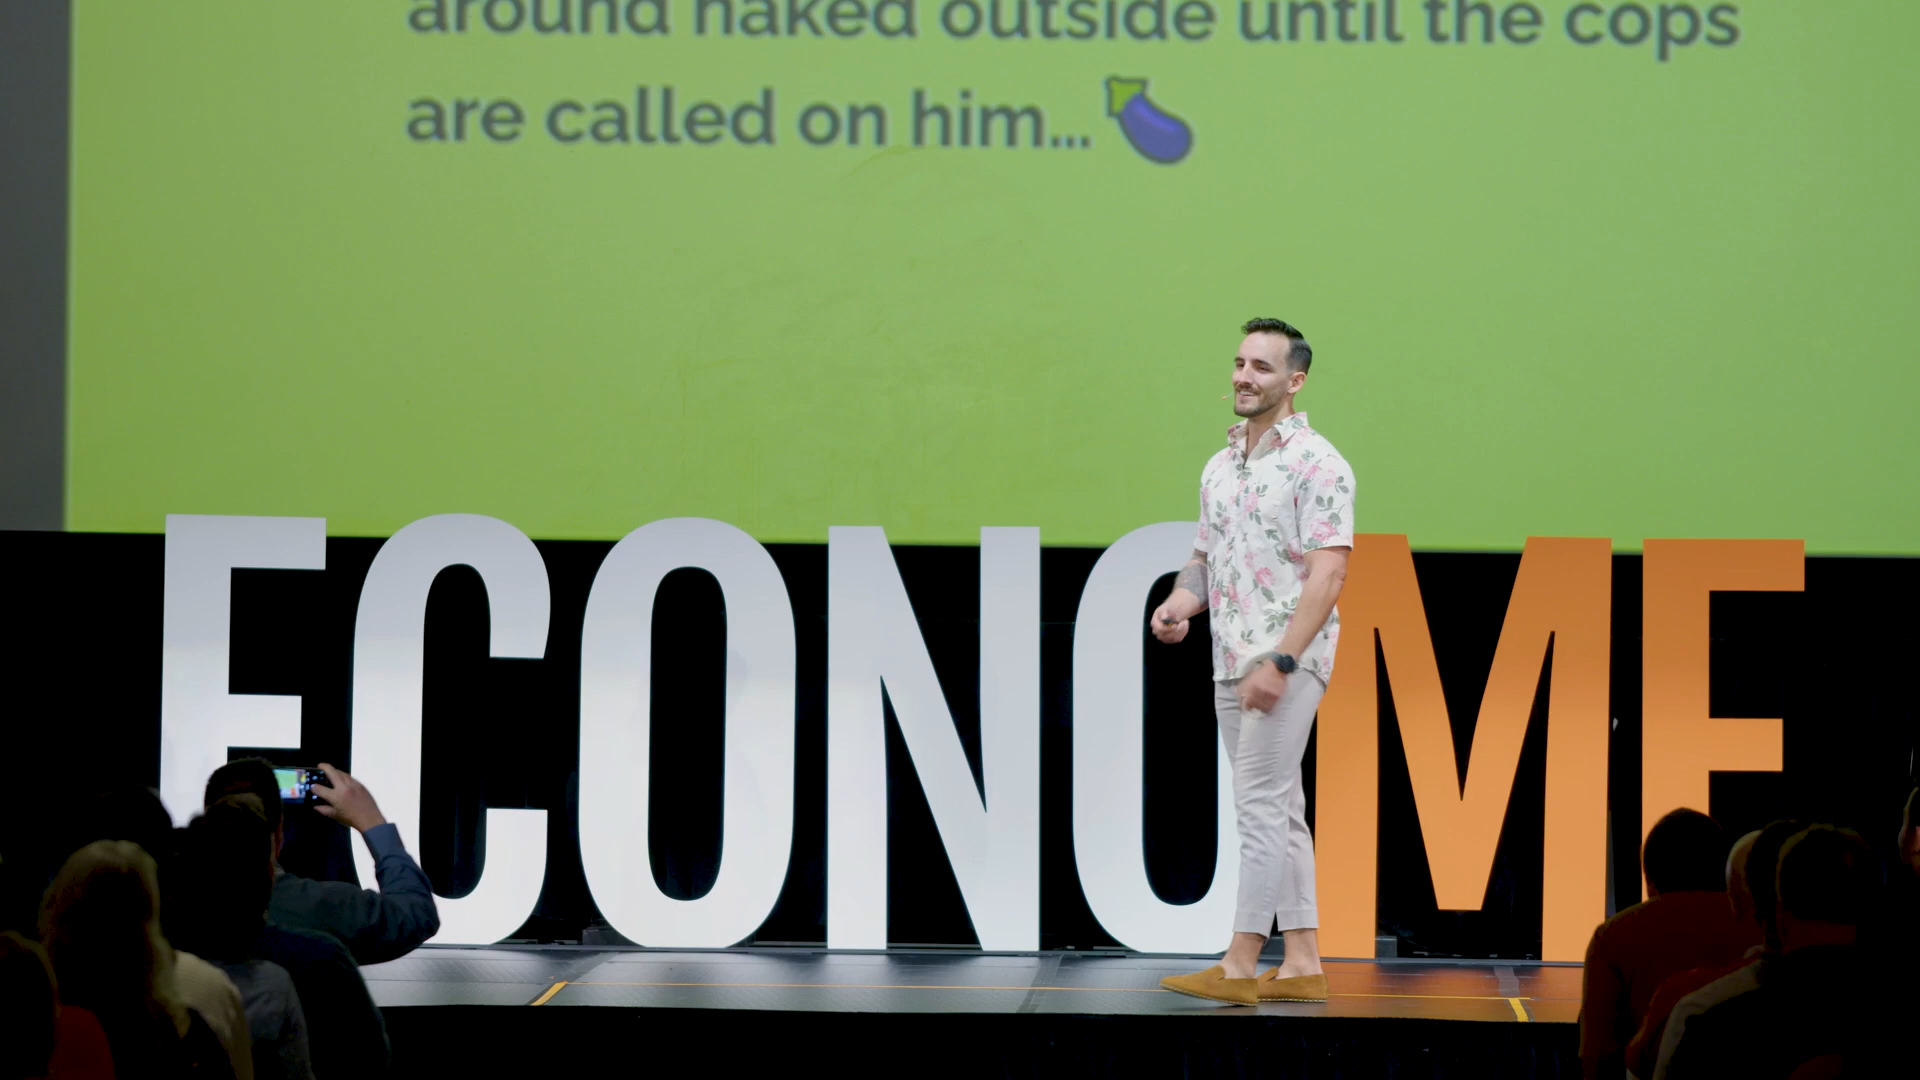 around naked outside until the cops
are called on him... 🍆
ECONOME